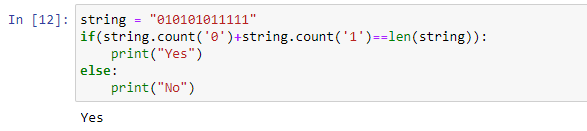 In [12]: string = "010101011111"
if(string.count('0')+string.count('1')==len(string)):
    print("Yes")
else:
    print("No")
Yes